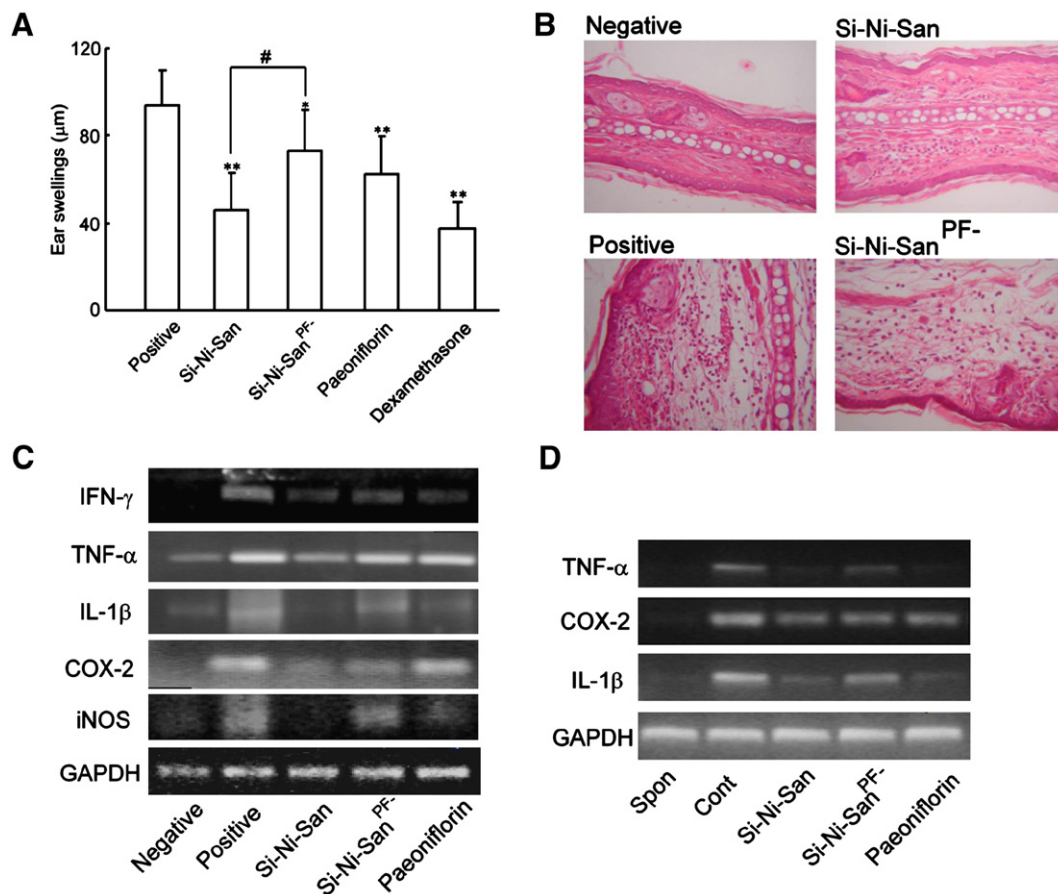 A
120
80
40
0
Ear swellings (μm)
#
**
*
**
**
Positive
Si-Ni-San
Si-Ni-San PF-
Paeoniflorin
Dexamethasone
B
Negative
Si-Ni-San
Positive
Si-Ni-San PF-
C
IFN-γ
TNF-α
IL-1β
COX-2
iNOS
GAPDH
Negative
Positive
Si-Ni-San
Si-Ni-San PF-
Paeoniflorin
D
TNF-α
COX-2
IL-1β
GAPDH
Spon
Cont
Si-Ni-San
Si-Ni-San PF-
Paeoniflorin